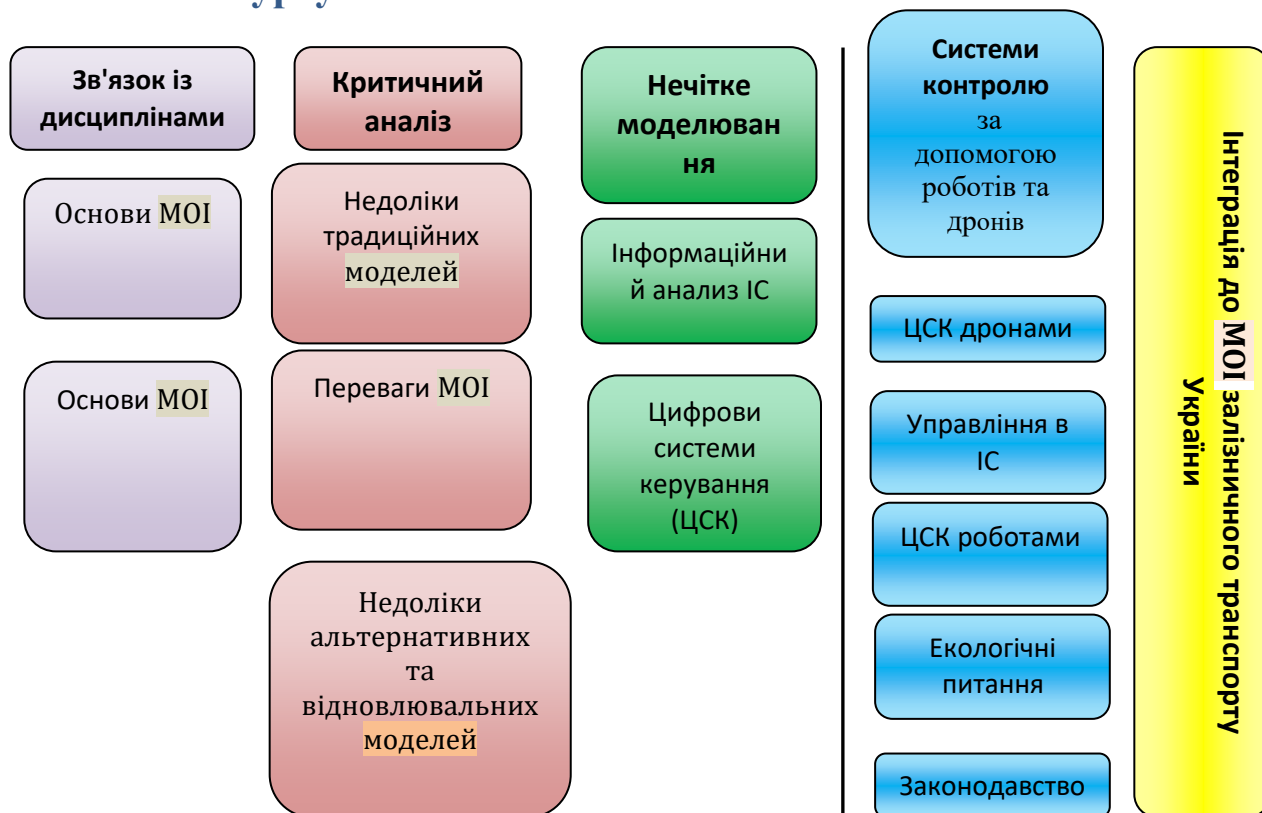 Зв'язок із
дисциплінами
Основи МОІ
Основи МОІ
Критичний
аналіз
Недоліки
традиційних
моделей
Переваги МОІ
Недоліки
альтернативних
та
відновлювальних
моделей
Нечітке
моделюван
ня
Інформаційни
й анализ ІС
Цифрови
системи
керування
(ЦСК)
Системи
контролю
за
допомогою
роботів та
дронів
ЦСК дронами
Управління в
ІС
ЦСК роботами
Екологічні
питання
Законодавство
Інтеграція до МОІ залізничного транспорту
України